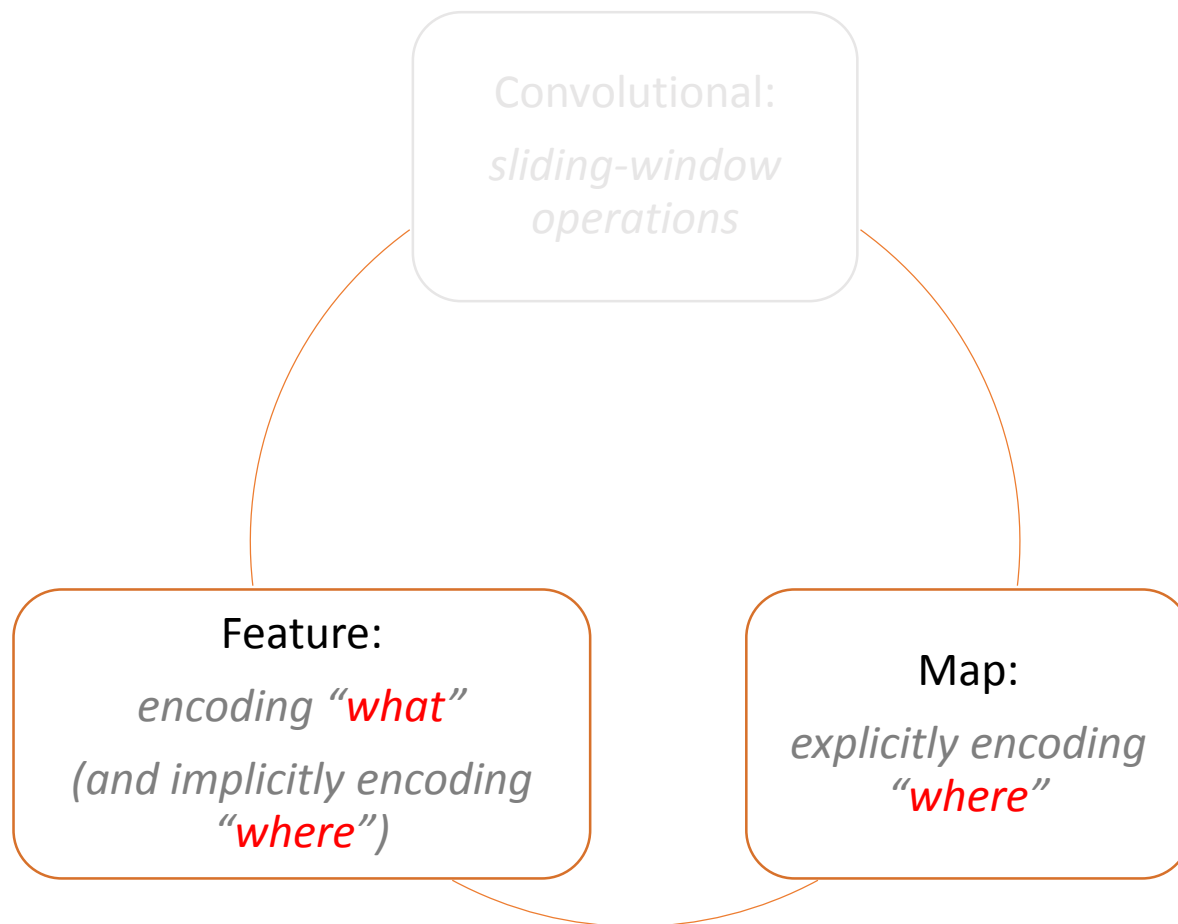 Convolutional:
sliding-window
operations
Feature:
encoding “what”
(and implicitly encoding
“where”)
Map:
explicitly encoding
“where”